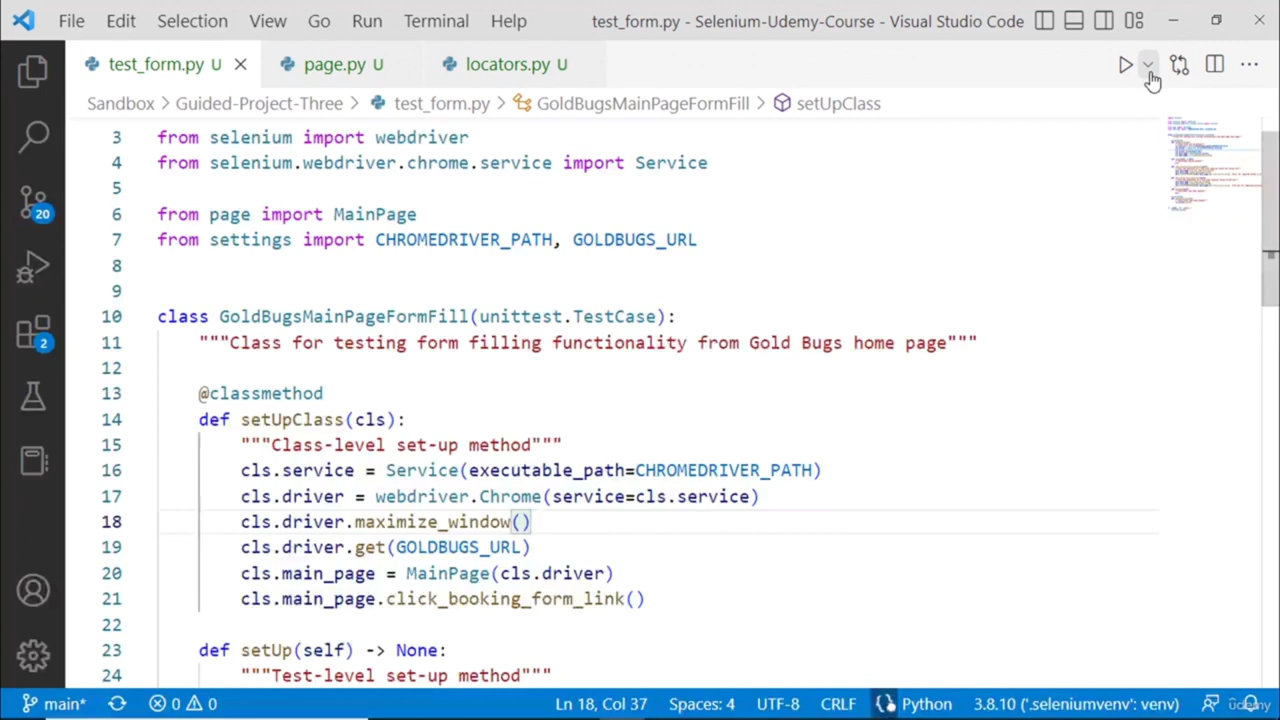 File Edit Selection View Go Run Terminal Help test_form.py - Selenium-Udemy-Course - Visual Studio Code
test_form.py U page.py U locators.py U
Sandbox > Guided-Project-Three > test_form.py > GoldBugsMainPageFormFill > setUpClass
3 from selenium import webdriver
4 from selenium.webdriver.chrome.service import Service
5
6 from page import MainPage
7 from settings import CHROMEDRIVER_PATH, GOLDBUGS_URL
8
9
10 class GoldBugsMainPageFormFill(unittest.TestCase):
11 """Class for testing form filling functionality from Gold Bugs home page"""
12
13 @classmethod
14 def setUpClass(cls):
15 """Class-level set-up method"""
16 cls.service = Service(executable_path=CHROMEDRIVER_PATH)
17 cls.driver = webdriver.Chrome(service=cls.service)
18 cls.driver.maximize_window()
19 cls.driver.get(GOLDBUGS_URL)
20 cls.main_page = MainPage(cls.driver)
21 cls.main_page.click_booking_form_link()
22
23 def setUp(self) -> None:
24 """Test-level set-up method"""
20
2
main* 0 0 Ln 18, Col 37 Spaces: 4 UTF-8 CRLF Python 3.8.10 ('.seleniumvenv': venv)
udemy